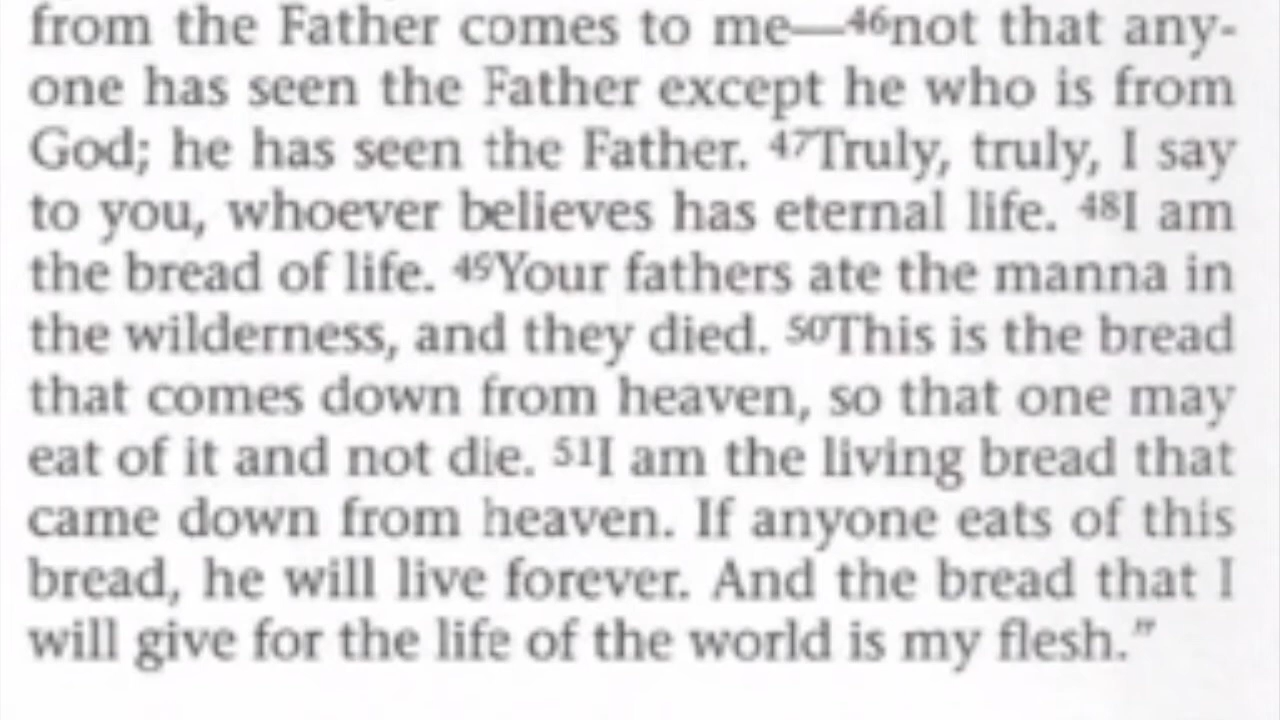 from the Father comes to me—46not that any-
one has seen the Father except he who is from
God; he has seen the Father. 47Truly, truly, I say
to you, whoever believes has eternal life. 48I am
the bread of life. 49Your fathers ate the manna in
the wilderness, and they died. 50This is the bread
that comes down from heaven, so that one may
eat of it and not die. 51I am the living bread that
came down from heaven. If anyone eats of this
bread, he will live forever. And the bread that I
will give for the life of the world is my flesh.”